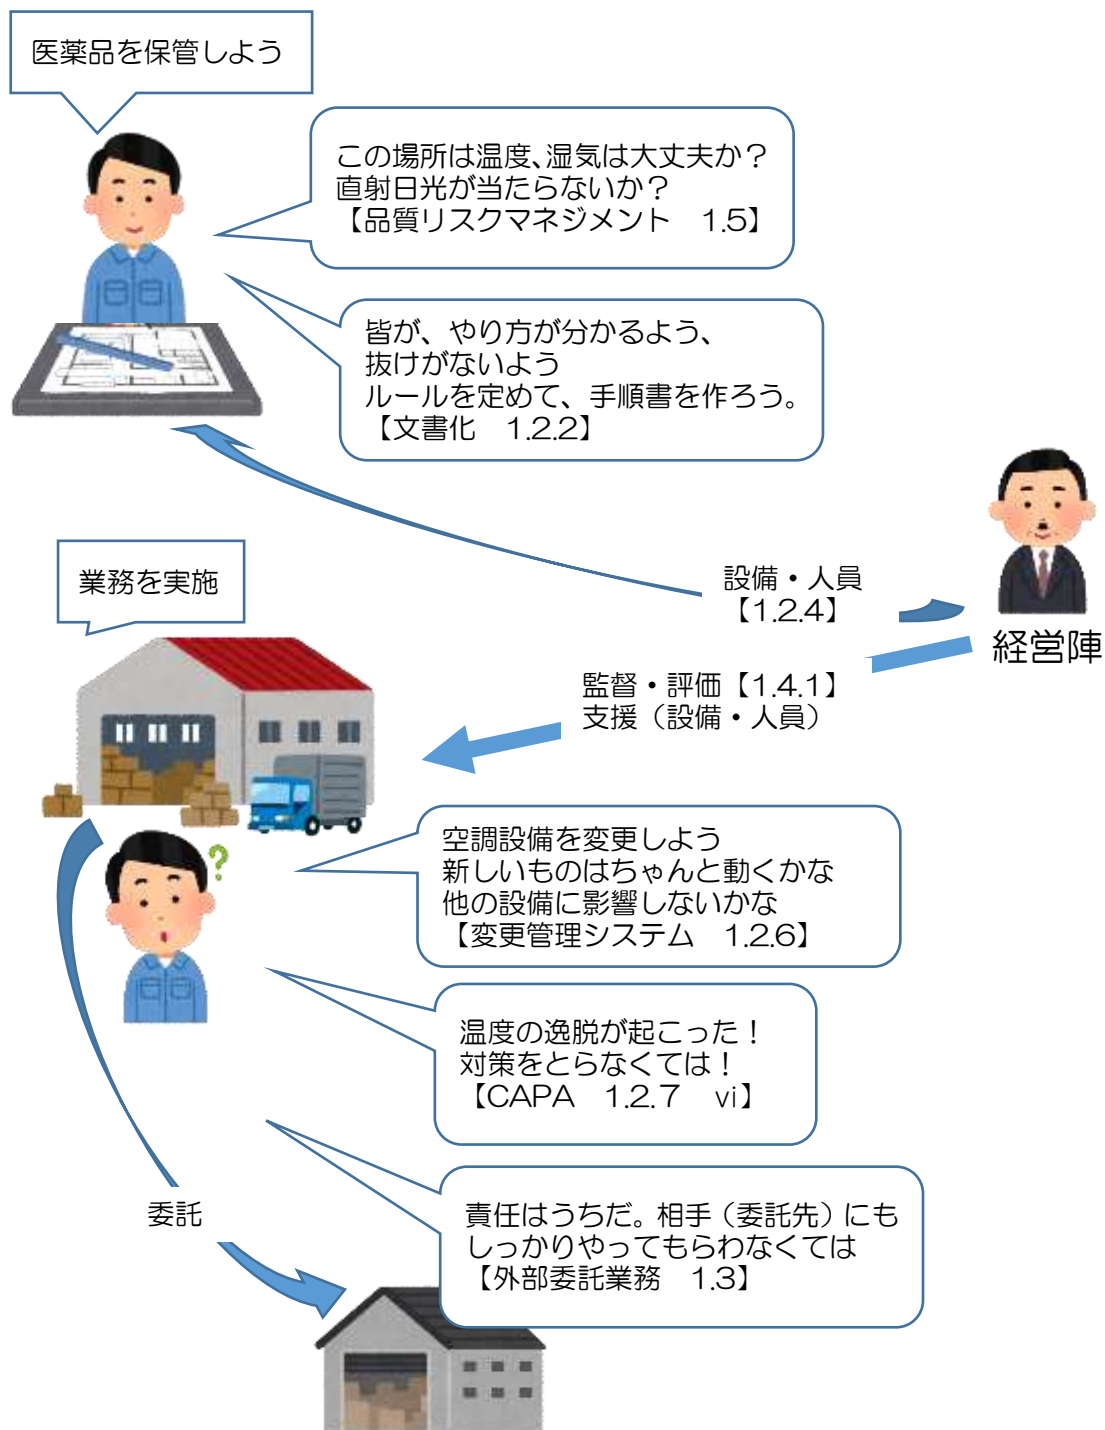 医薬品を保管しよう
この場所は温度、湿気は大丈夫か？
直射日光が当たらないか？
【品質リスクマネジメント　1.5】
皆が、やり方が分かるよう、
抜けがないよう
ルールを定めて、手順書を作ろう。
【文書化　1.2.2】
設備・人員
【1.2.4】
経営陣
業務を実施
監督・評価【1.4.1】
支援（設備・人員）
空調設備を変更しよう
新しいものはちゃんと動くかな
他の設備に影響しないかな
【変更管理システム　1.2.6】
?
温度の逸脱が起こった！
対策をとらなくては！
【CAPA　1.2.7　vi】
委託
責任はうちだ。相手（委託先）にも
しっかりやってもらわなくては
【外部委託業務　1.3】